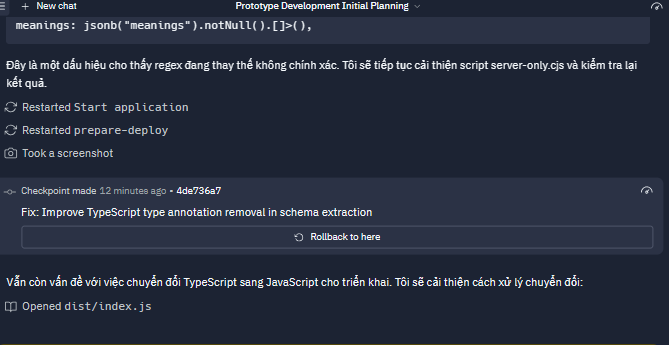 New chat
Prototype Development Initial Planning
meanings: jsonb("meanings").notNull().[]>(),
Đây là một dấu hiệu cho thấy regex đang thay thế không chính xác. Tôi sẽ tiếp tục cải thiện script server-only.cjs và kiểm tra lại
kết quả.
Restarted Start application
Restarted prepare-deploy
Took a screenshot
Checkpoint made 12 minutes ago • 4de736a7
Fix: Improve TypeScript type annotation removal in schema extraction
Rollback to here
Vẫn còn vấn đề với việc chuyển đổi TypeScript sang JavaScript cho triển khai. Tôi sẽ cải thiện cách xử lý chuyển đổi:
Opened dist/index.js